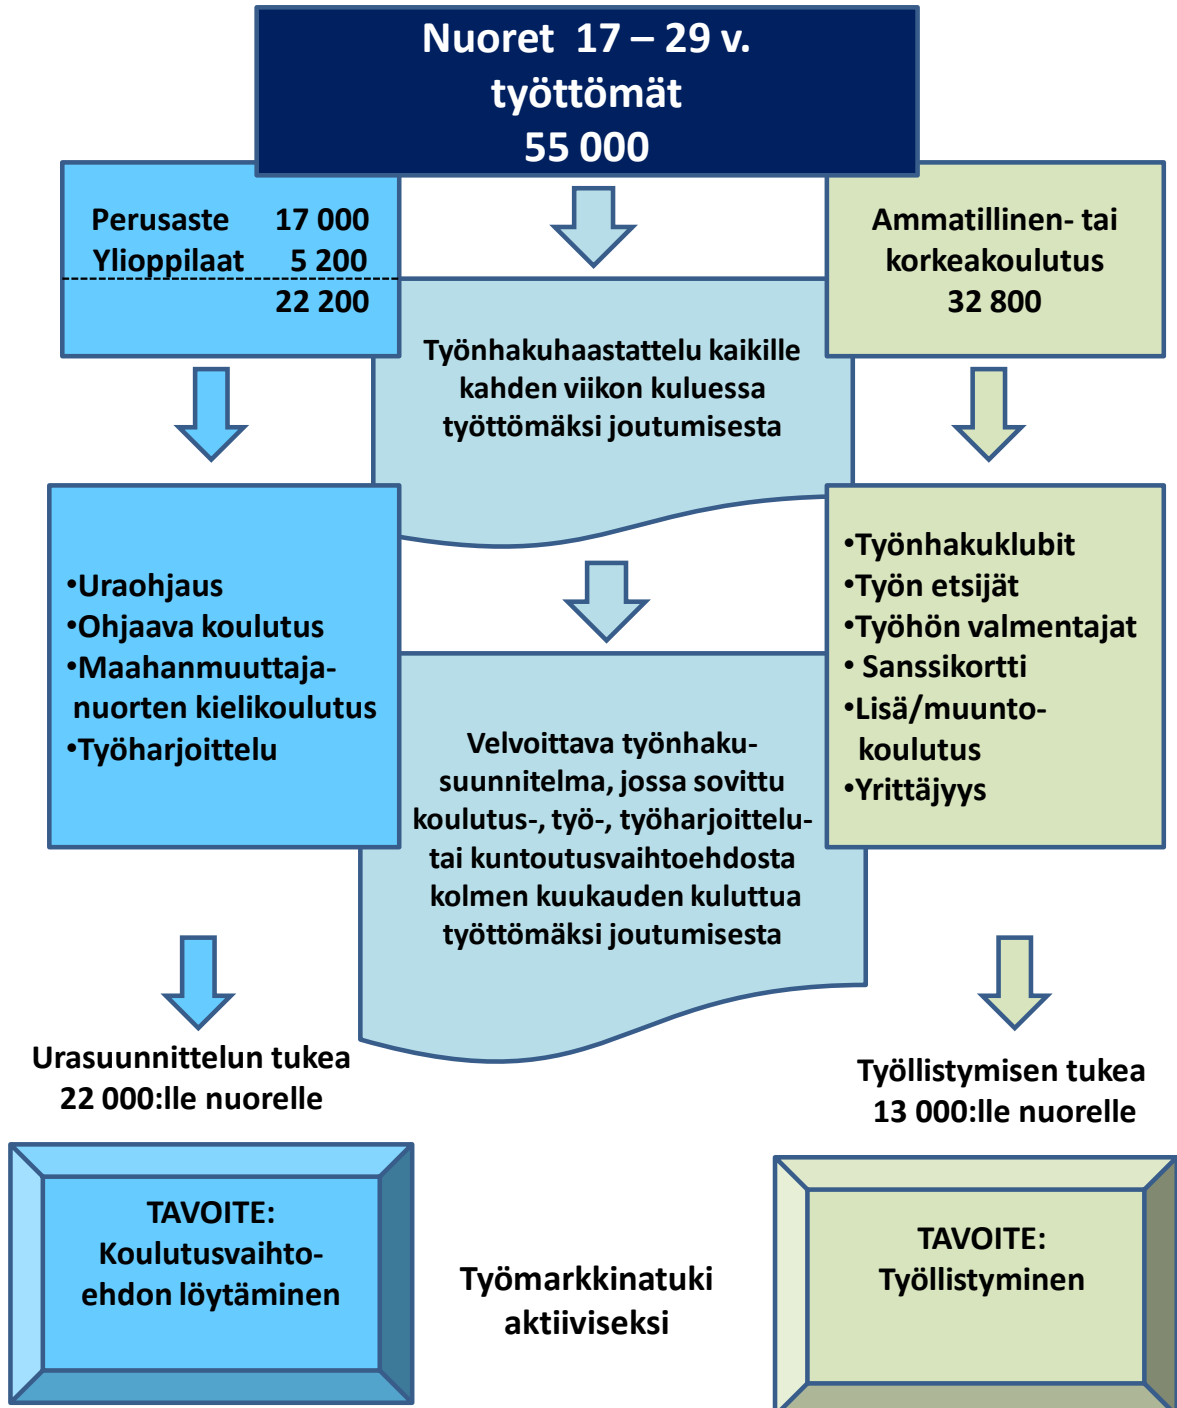 Nuoret 17 – 29 v.
työttömät
55 000
Perusaste 17 000
Ylioppilaat 5 200
22 200
Ammatillinen- tai
korkeakoulutus
32 800
Työnhakuhaastattelu kaikille
kahden viikon kuluessa
työttömäksi joutumisesta
•Uraohjaus
•Ohjaava koulutus
•Maahanmuuttaja-
nuorten kielikoulutus
•Työharjoittelu
•Työnhakuklubit
•Työn etsijät
•Työhön valmentajat
• Sanssikortti
•Lisä/muunto-
koulutus
•Yrittäjyys
Velvoittava työnhaku-
suunnitelma, jossa sovittu
koulutus-, työ-, työharjoittelu-
tai kuntoutusvaihtoehdosta
kolmen kuukauden kuluttua
työttömäksi joutumisesta
Urasuunnittelun tukea
22 000:lle nuorelle
Työllistymisen tukea
13 000:lle nuorelle
TAVOITE:
Koulutusvaihto-
ehdon löytäminen
Työmarkkinatuki
aktiiviseksi
TAVOITE:
Työllistyminen